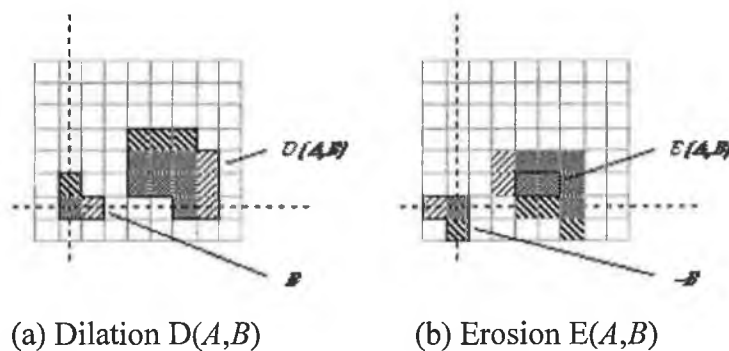 D(A,B)
E(A,B)
B
-B
(a) Dilation D(A,B)
(b) Erosion E(A,B)